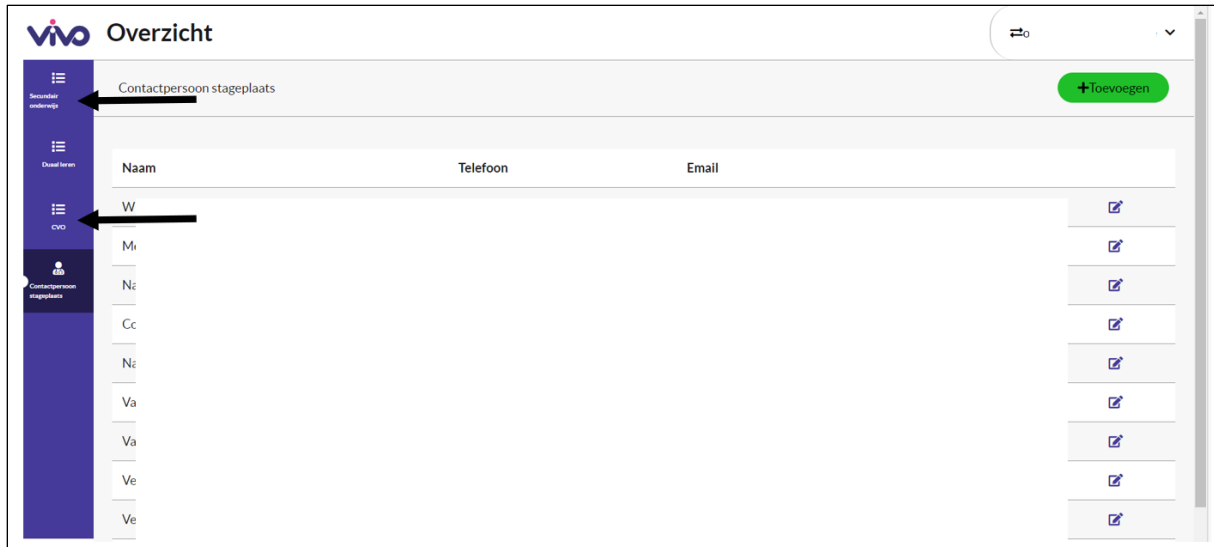 vivo Overzicht
Secundair
onderwijs
Duaal leren
CVO
Contactpersoon
stageplaats
Contactpersoon stageplaats
+Toevoegen
Naam Telefoon Email
W
Me
Na
Co
Na
Va
Va
Ve
Ve